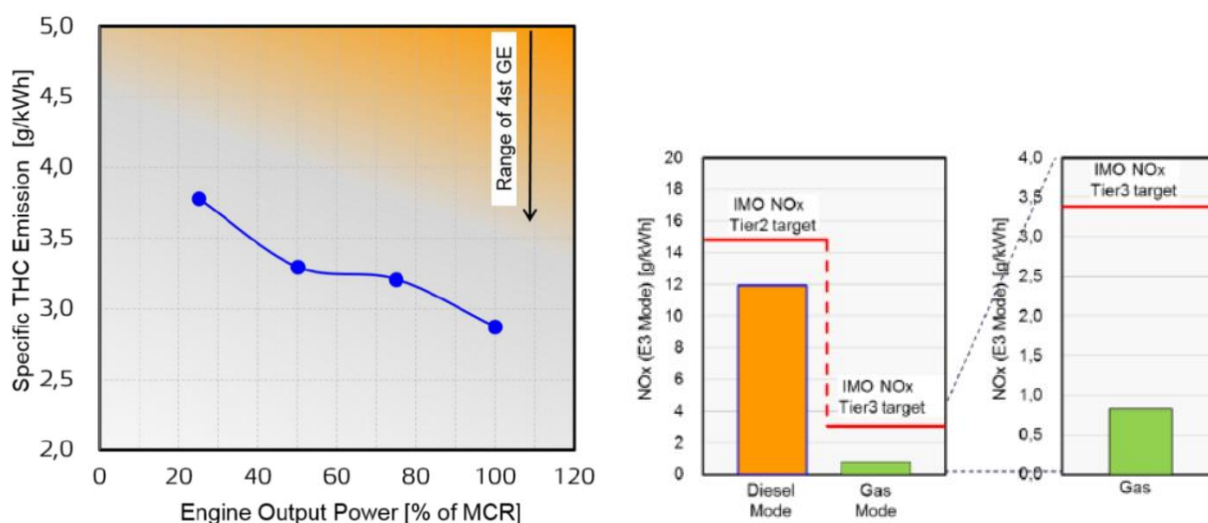 Specific THC Emission [g/kWh]
5,0
4,5
4,0
3,5
3,0
2,5
2,0
0 20 40 60 80 100 120
Engine Output Power [% of MCR]
Range of 4st GE
NOx (E3 Mode) [g/kWh]
20
18
16
14
12
10
8
6
4
2
0
IMO NOx
Tier2 target
IMO NOx
Tier3 target
Diesel
Mode
Gas
Mode
NOx (E3 Mode) [g/kWh]
4,0
3,5
3,0
2,5
2,0
1,5
1,0
0,5
0,0
IMO NOx
Tier3 target
Gas